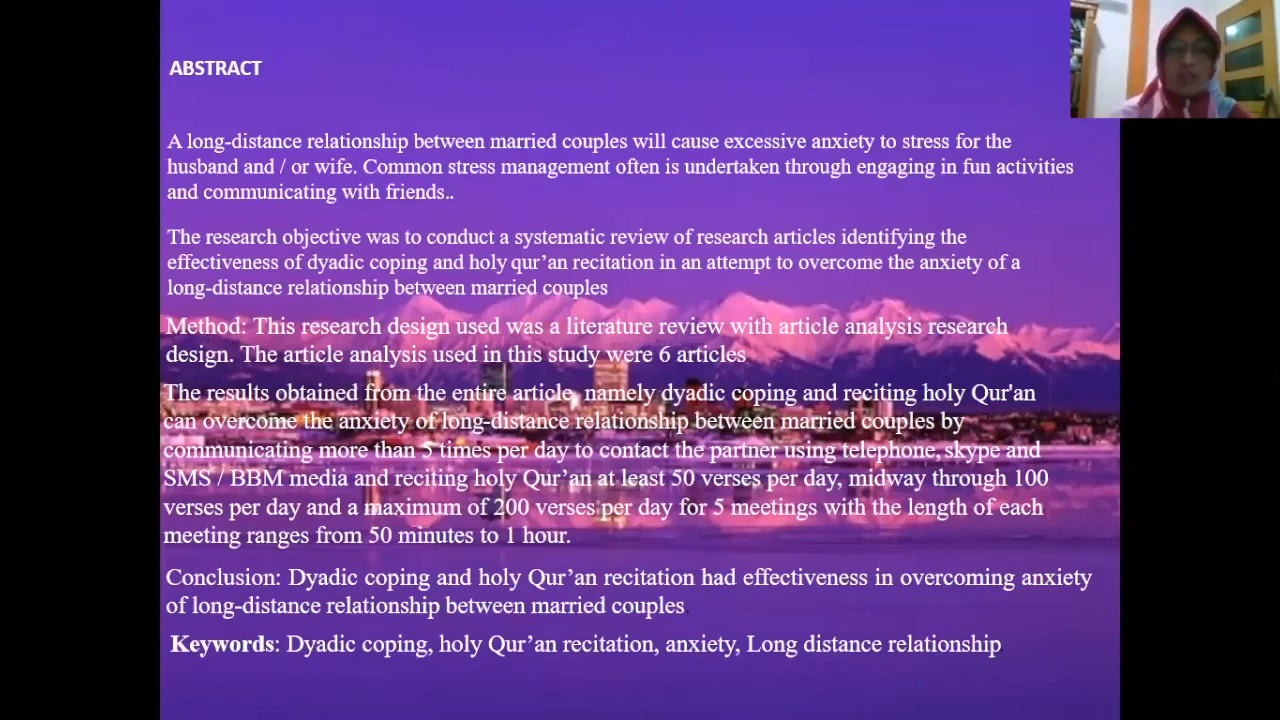 ABSTRACT
A long-distance relationship between married couples will cause excessive anxiety to stress for the
husband and / or wife. Common stress management often is undertaken through engaging in fun activities
and communicating with friends..
The research objective was to conduct a systematic review of research articles identifying the
effectiveness of dyadic coping and holy qur’an recitation in an attempt to overcome the anxiety of a
long-distance relationship between married couples
Method: This research design used was a literature review with article analysis research
design. The article analysis used in this study were 6 articles
The results obtained from the entire article, namely dyadic coping and reciting holy Qur'an
can overcome the anxiety of long-distance relationship between married couples by
communicating more than 5 times per day to contact the partner using telephone, skype and
SMS / BBM media and reciting holy Qur’an at least 50 verses per day, midway through 100
verses per day and a maximum of 200 verses per day for 5 meetings with the length of each
meeting ranges from 50 minutes to 1 hour.
Conclusion: Dyadic coping and holy Qur’an recitation had effectiveness in overcoming anxiety
of long-distance relationship between married couples.
Keywords: Dyadic coping, holy Qur’an recitation, anxiety, Long distance relationship